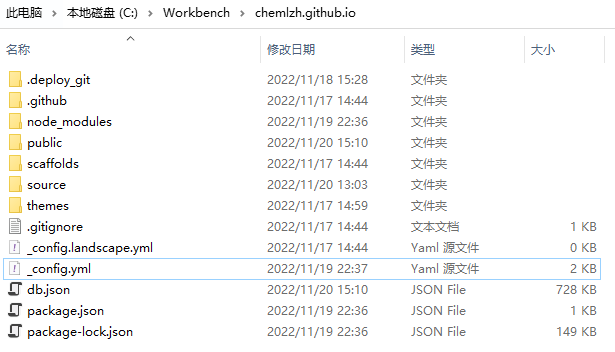 此电脑 > 本地磁盘 (C:) > Workbench > chemlzh.github.io
名称 修改日期 类型 大小
.deploy_git 2022/11/18 15:28 文件夹
.github 2022/11/17 14:44 文件夹
node_modules 2022/11/19 22:36 文件夹
public 2022/11/20 15:10 文件夹
scaffolds 2022/11/17 14:44 文件夹
source 2022/11/20 13:03 文件夹
themes 2022/11/17 14:59 文件夹
.gitignore 2022/11/17 14:44 文本文档 1 KB
_config.landscape.yml 2022/11/17 14:44 Yaml 源文件 0 KB
_config.yml 2022/11/19 22:37 Yaml 源文件 2 KB
db.json 2022/11/20 15:10 JSON File 728 KB
package.json 2022/11/19 22:36 JSON File 1 KB
package-lock.json 2022/11/19 22:36 JSON File 149 KB